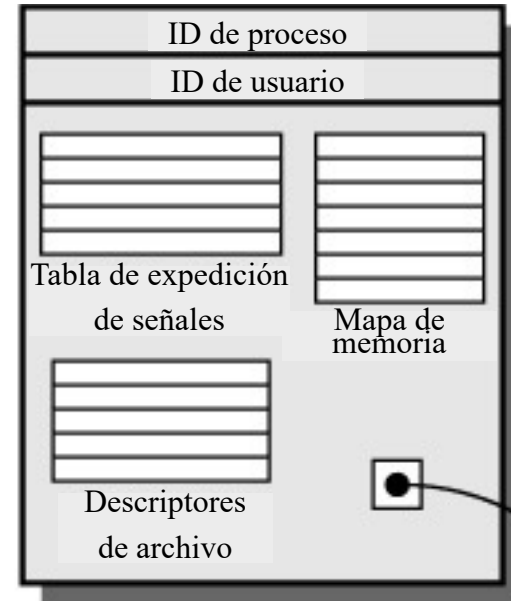 ID de proceso
ID de usuario
Tabla de expedición
de señales
Mapa de
memoria
Descriptores
de archivo